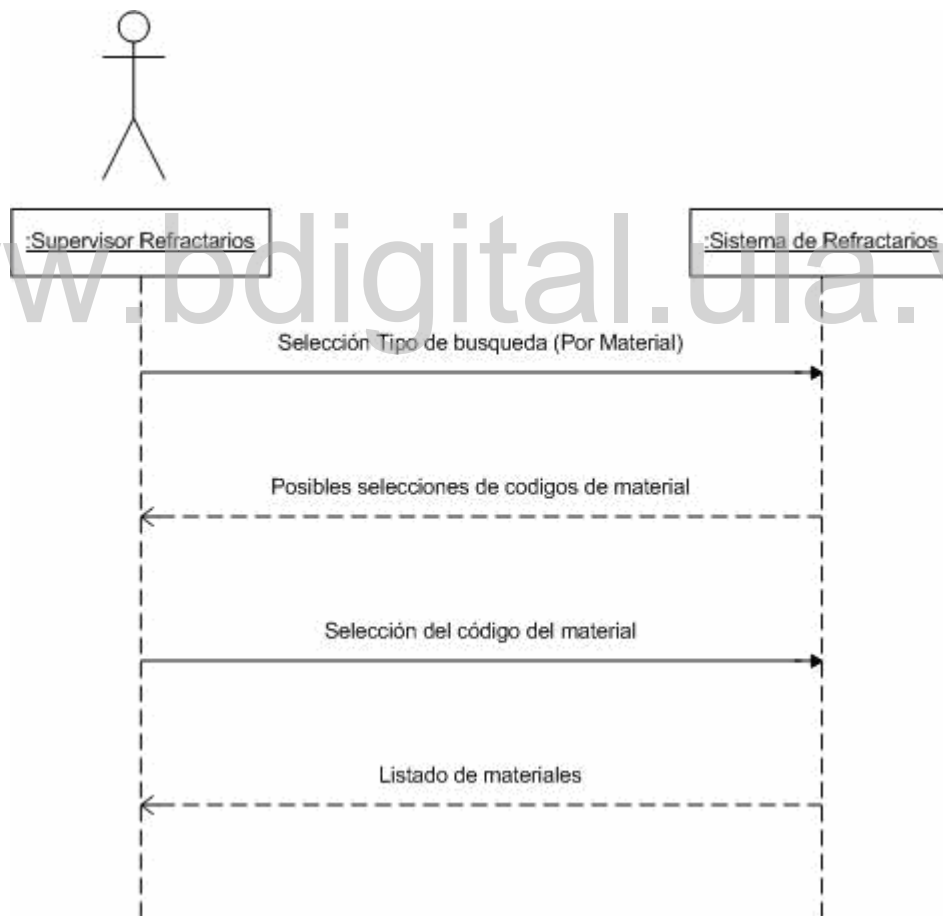 :Supervisor Refractarios
:Sistema de Refractarios
w.bdigital.ula.
Selección Tipo de busqueda (Por Material)
Posibles selecciones de codigos de material
Selección del código del material
Listado de materiales